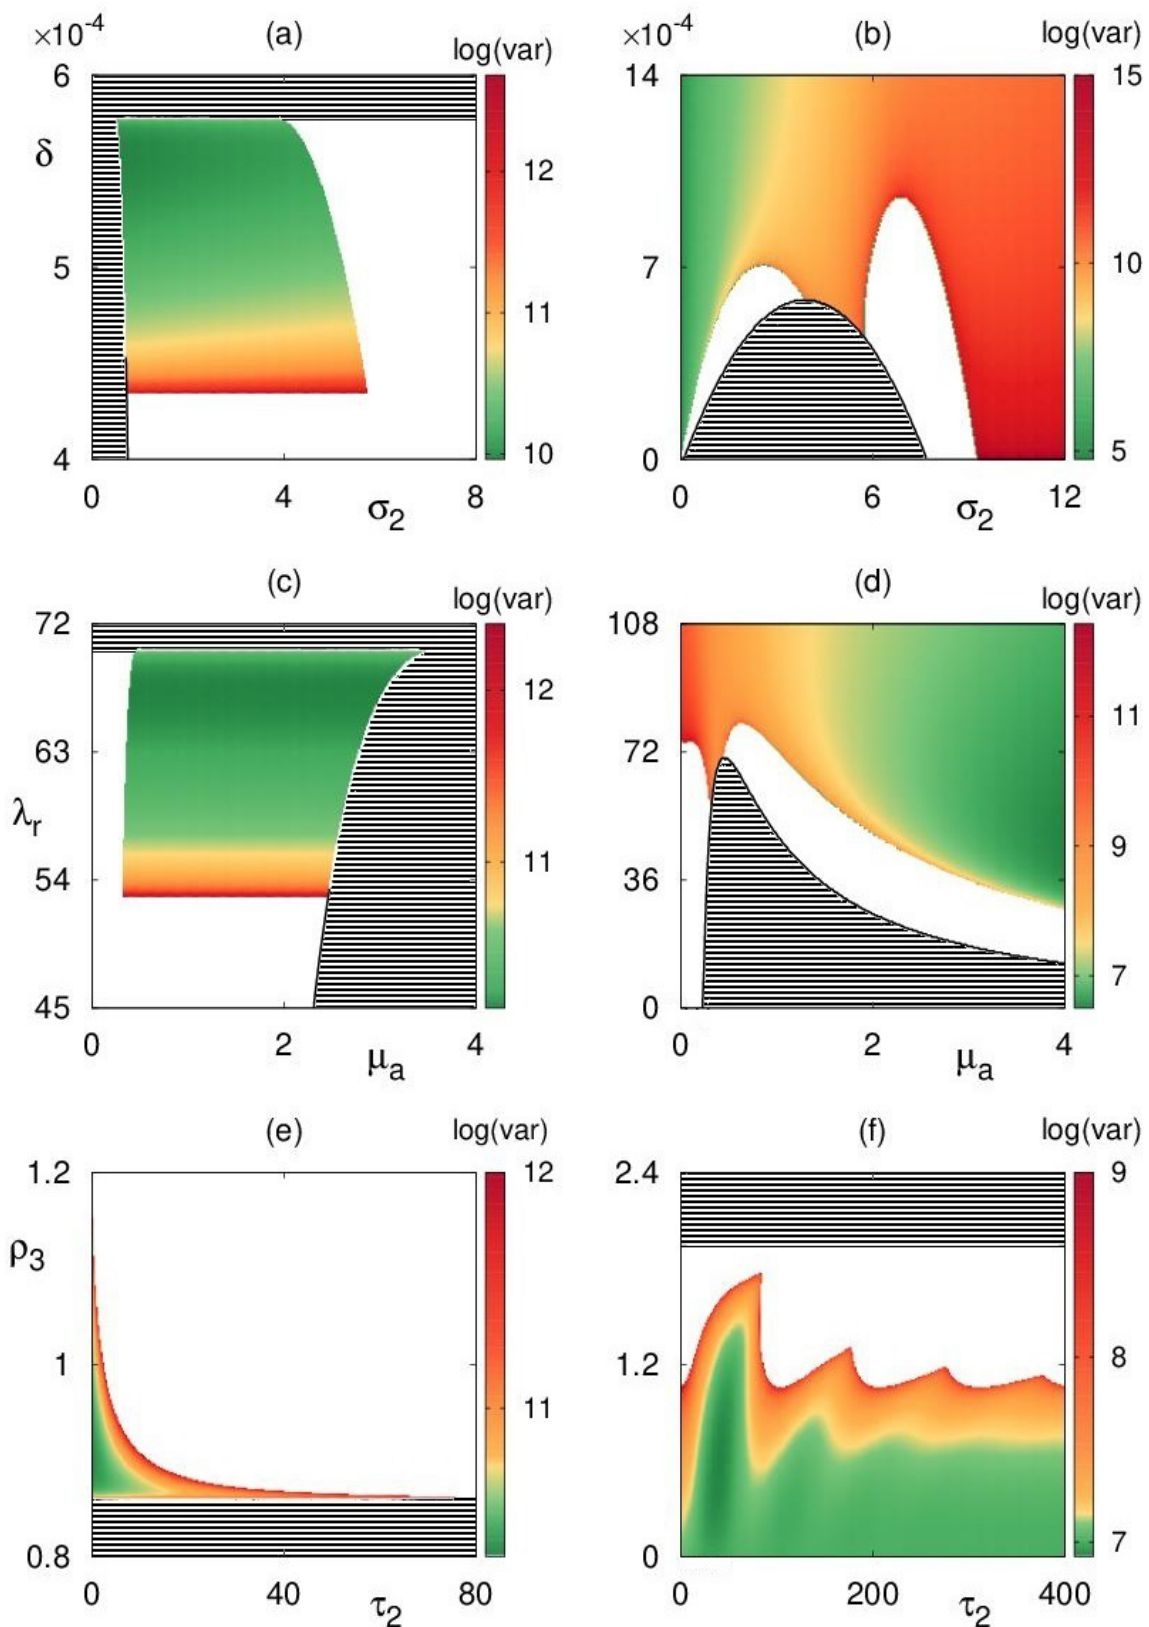 ×10⁻⁴ (a) log(var)
6
δ
12
5
11
4
10
0 4 σ₂ 8
×10⁻⁴ (b) log(var)
14 15
7 10
0 5
0 6 σ₂ 12
(c) log(var)
72
12
63
λᵣ
54 11
45
0 2 μₐ 4
(d) log(var)
108
11
72
9
36
7
0
0 2 μₐ 4
(e) log(var)
1.2 12
ρ₃
1
11
0.8
0 40 τ₂ 80
(f) log(var)
2.4 9
1.2 8
7
0
0 200 τ₂ 400